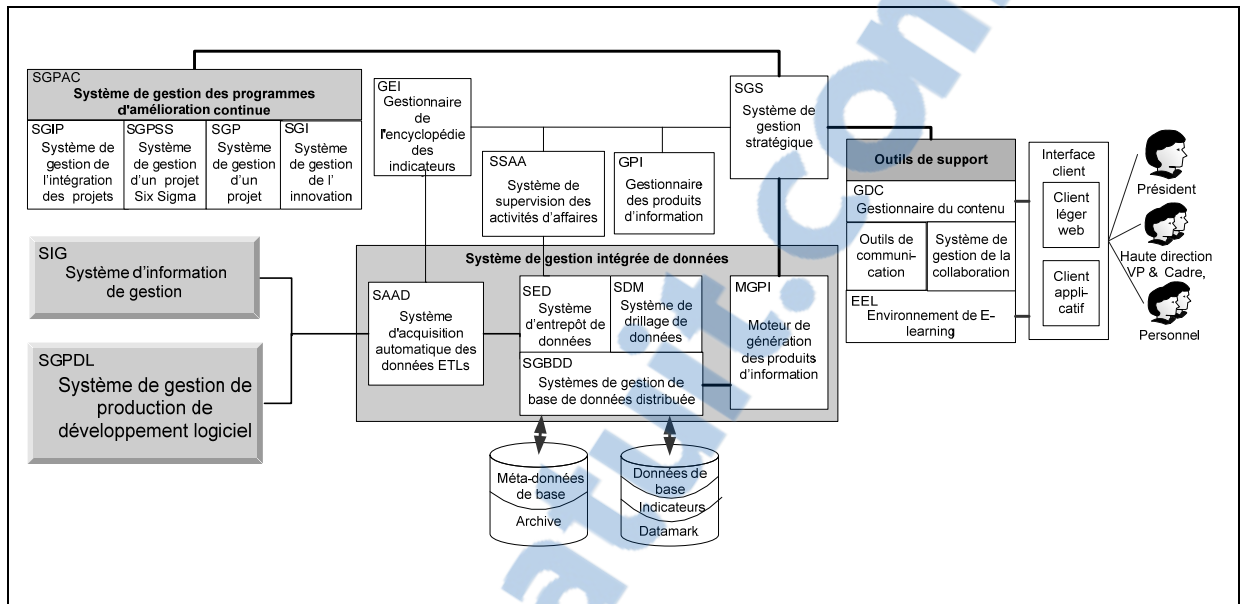 SGPAC
Système de gestion des programmes
d'amélioration continue
SGIP
Système de
gestion de
l'intégration
des projets
SGPSS
Système
de gestion
d'un projet
Six Sigma
SGP
Système
de gestion
d'un
projet
SGI
Système
de gestion
de l'
innovation
GEI
Gestionnaire
de
l'encyclopédie
des
indicateurs
SSAA
Système de
supervision des
activités d'affaires
GPI
Gestionnaire
des produits
d'information
SGS
Système
de
gestion
stratégique
Outils de support
GDC
Gestionnaire du contenu
Outils de
communi-
cation
Système de
gestion de la
collaboration
EEL
Environnement de E-
learning
Interface
client
Client
léger
web
Client
appli-
catif
Président
Haute direction
VP & Cadre,
Personnel
SIG
Système d'information
de gestion
SGPDL
Système de gestion de
production de
développement logiciel
Système de gestion intégrée de données
SAAD
Système
d'acquisition
automatique des
données ETLs
SED
Système
d'entrepôt de
données
SDM
Système
de drillage de
données
SGBDD
Systèmes de gestion de
base de données distribuée
MGPI
Moteur de
génération
des produits
d'information
Méta-données
de base
Archive
Données de
base
Indicateurs
Datamark
atuit.com